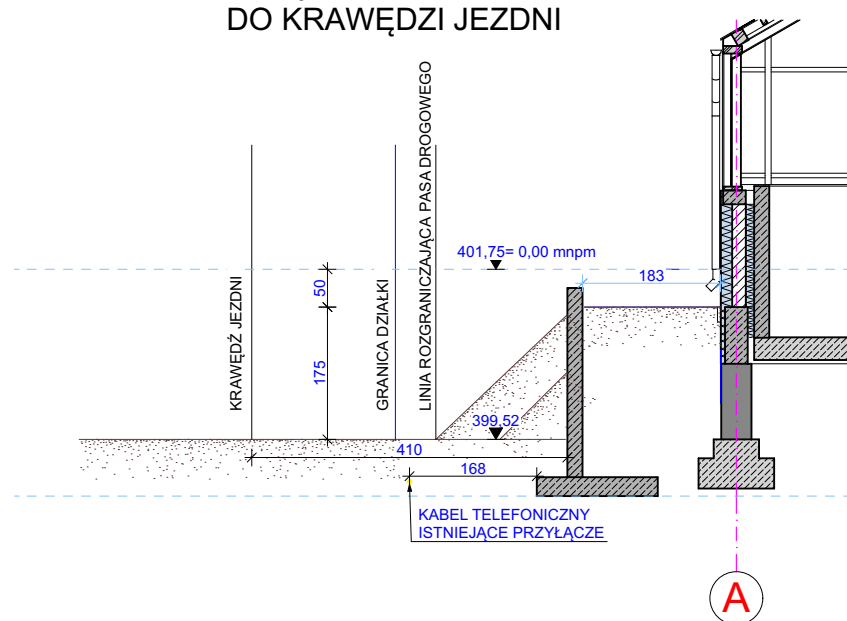 DO KRAWĘDZI JEZDNI
KRAWĘDŹ JEZDNI
GRANICA DZIAŁKI
LINIA ROZGRANICZAJĄCA PASA DROGOWEGO
401,75= 0,00 mnpm
183
50
175
399,52
410
168
KABEL TELEFONICZNY
ISTNIEJĄCE PRZYŁĄCZE
A